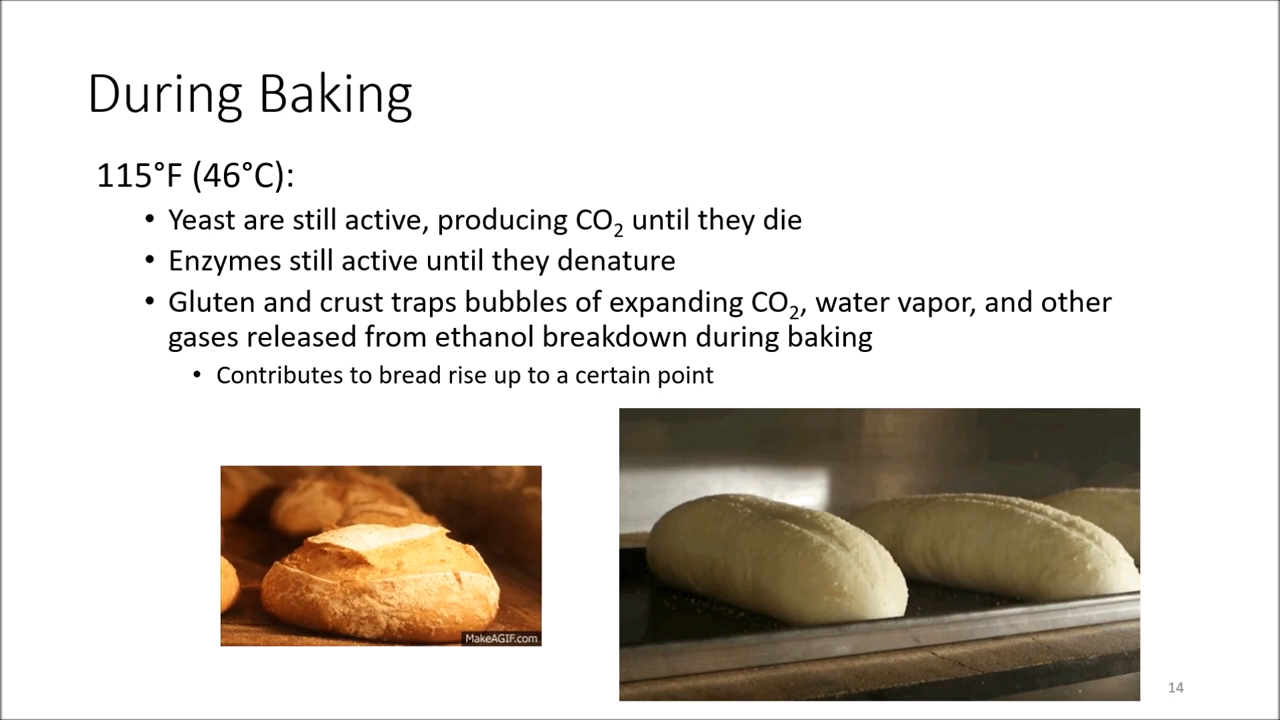 During Baking
115°F (46°C):
• Yeast are still active, producing CO₂ until they die
• Enzymes still active until they denature
• Gluten and crust traps bubbles of expanding CO₂, water vapor, and other
gases released from ethanol breakdown during baking
• Contributes to bread rise up to a certain point
MakeAGIF.com
14